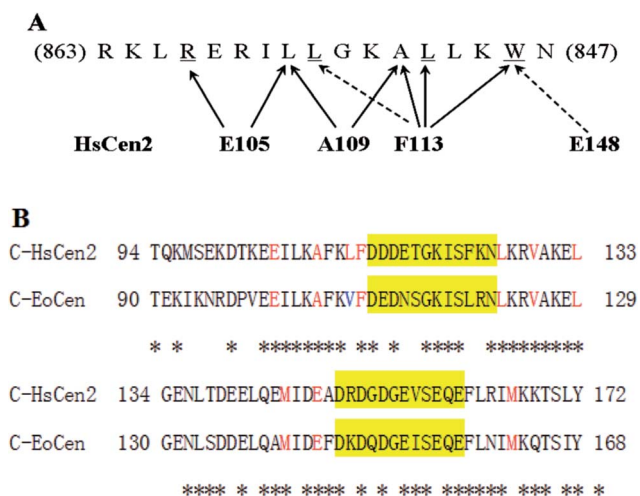 A
(863) R K L R E R I L L G K A L L K W N (847)
HsCen2 E105 A109 F113 E148
B
C-HsCen2 94 TQKMSEKDTKEEILKAFKLFDDDETGKISFKNLKRVAKEL 133
C-EoCen 90 TEKIKNRDPVEEILKAFKVFDEDNSGKISLRNLKRVAKEL 129
* * * ******** ** * **** *********
C-HsCen2 134 GENLTDEELQEMIDEADRDGDGEVSEQEFLRIMKKTSLY 172
C-EoCen 130 GENLSDDELQAMIDEFDKDQDGEISEQEFLNIMKQTSIY 168
**** * *** **** * * *** ****** *** ** *